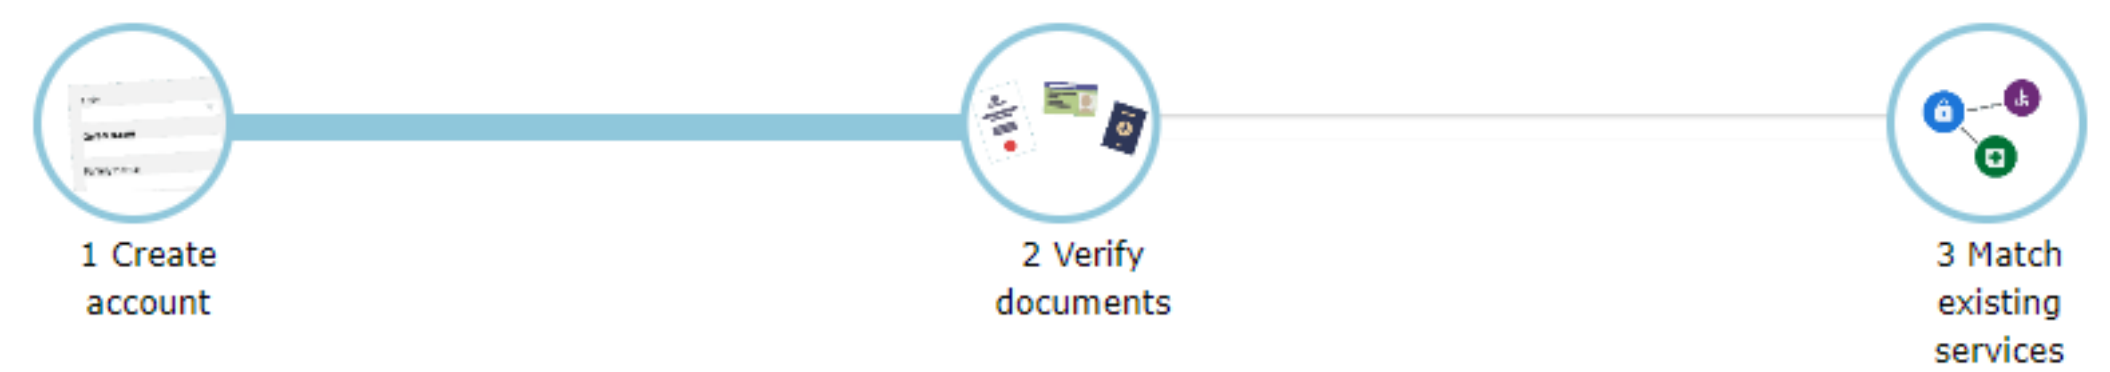 1 Create
account
2 Verify
documents
3 Match
existing
services